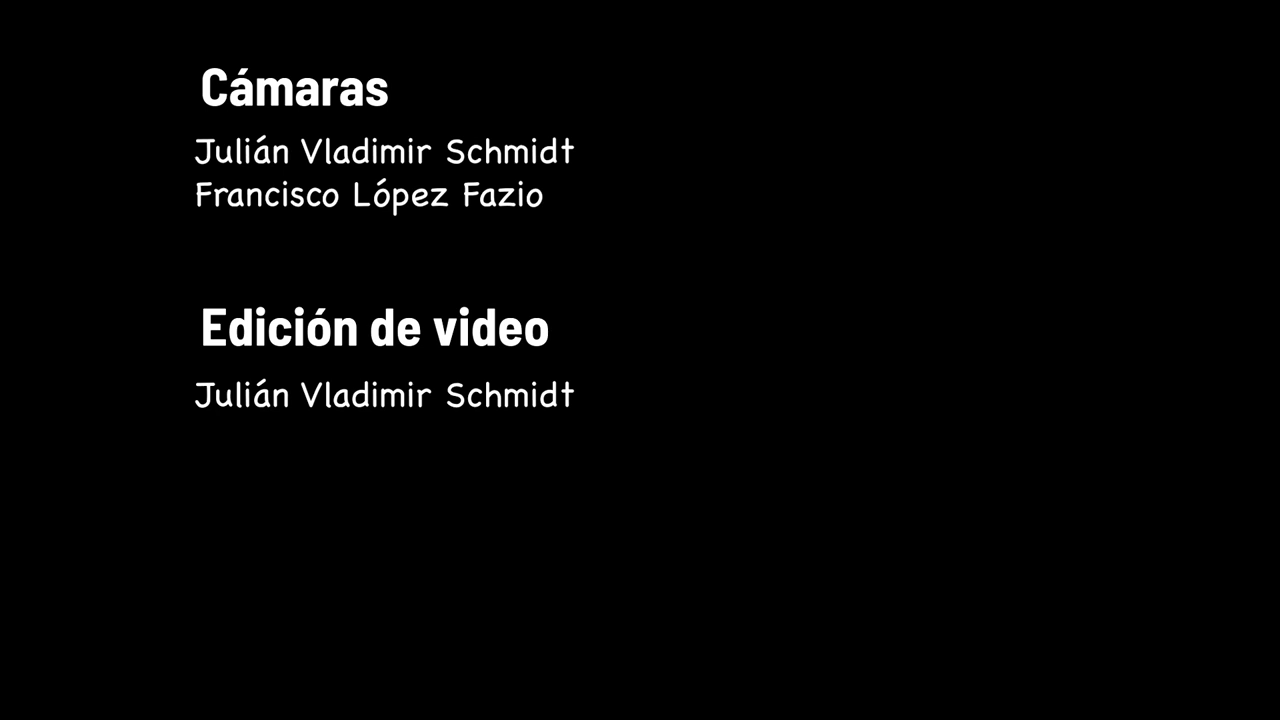 Cámaras
Julián Vladimir Schmidt
Francisco López Fazio
Edición de video
Julián Vladimir Schmidt